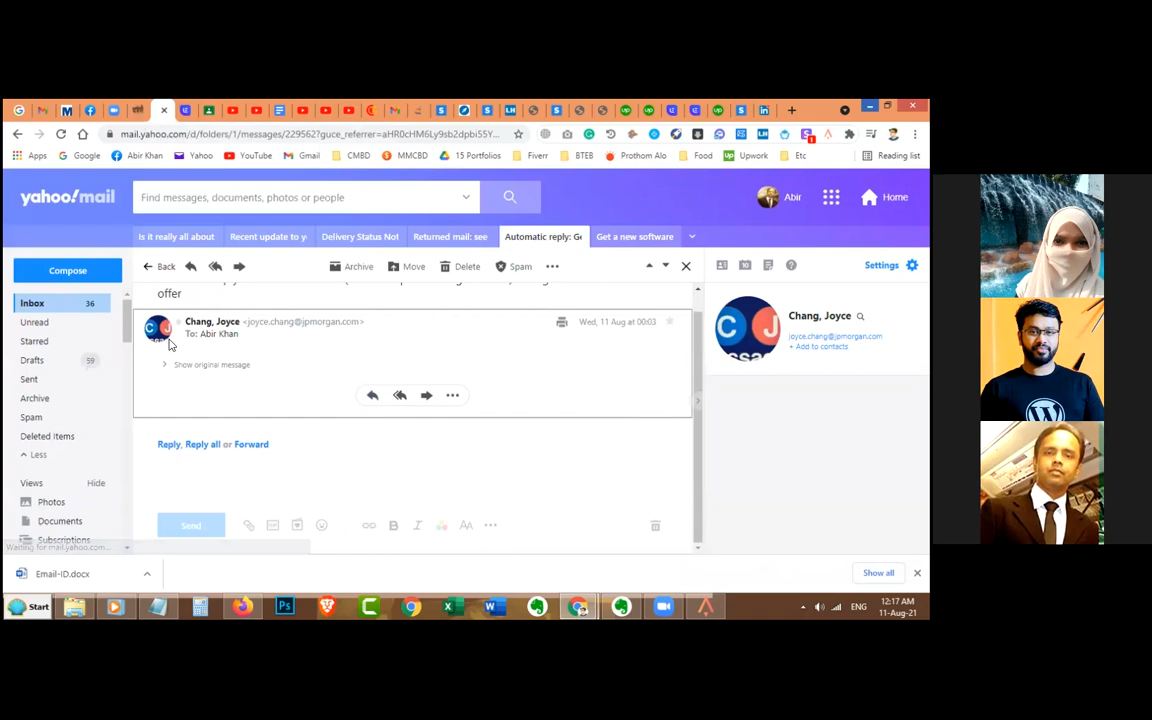 mail.yahoo.com/d/folders/1/messages/229562?guce_referrer=aHR0cHM6Ly9sb2dpbi55Y...
Apps Google Abir Khan Yahoo YouTube Gmail CMBD MMCBD 15 Portfolios Fiverr BTEB Prothom Alo Food Upwork Etc Reading list
yahoo!mail
Find messages, documents, photos or people
Abir
Home
Is it really all about Recent update to y Delivery Status Not Returned mail: see Automatic reply: Ge Get a new software
Compose
Back
Archive
Move
Delete
Spam
Settings
offer
Inbox 36
Unread
Starred
Drafts 59
Sent
Archive
Spam
Deleted Items
Less
Views Hide
Photos
Documents
Subscriptions
Waiting for mail.yahoo.com...
Chang, Joyce <joyce.chang@jpmorgan.com>
Wed, 11 Aug at 00:03
To: Abir Khan
Show original message
Reply, Reply all or Forward
Send
Chang, Joyce
joyce.chang@jpmorgan.com
+ Add to contacts
Email-ID.docx
Show all
Start
ENG
12:17 AM
11-Aug-21